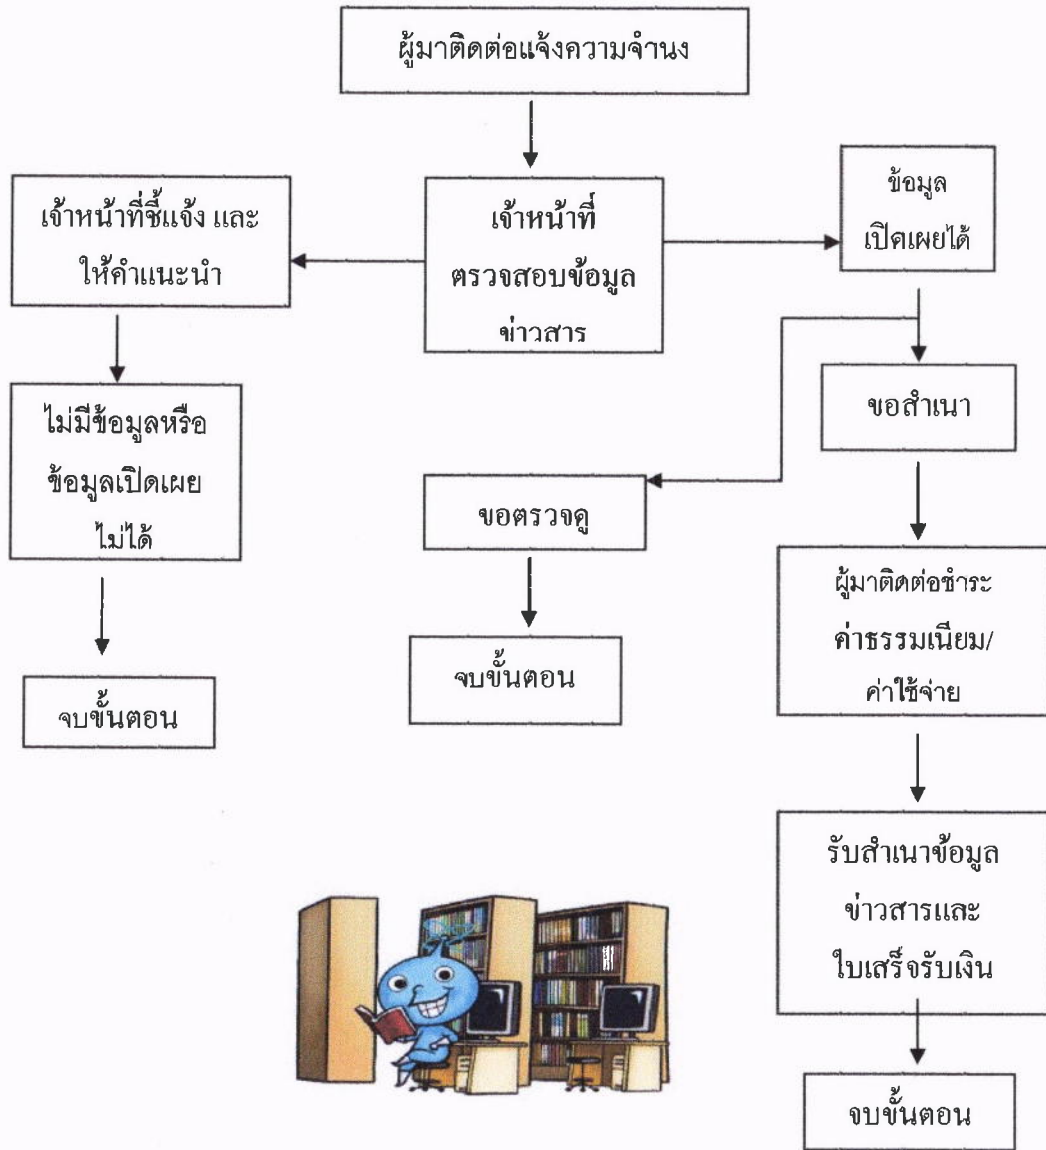 ผู้มาติดต่อแจ้งความจำนง
เจ้าหน้าที่ชี้แจ้ง และ
ให้คำแนะนำ
เจ้าหน้าที่
ตรวจสอบข้อมูล
ข่าวสาร
ข้อมูล
เปิดเผยได้
ไม่มีข้อมูลหรือ
ข้อมูลเปิดเผย
ไม่ได้
ขอสำเนา
ขอตรวจดู
ผู้มาติดต่อชำระ
ค่าธรรมเนียม/
ค่าใช้จ่าย
จบขั้นตอน
จบขั้นตอน
รับสำเนาข้อมูล
ข่าวสารและ
ใบเสร็จรับเงิน
จบขั้นตอน